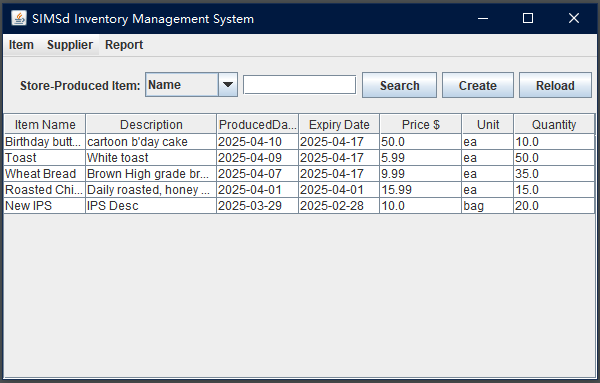 SIMSd Inventory Management System
Item Supplier Report
Store-Produced Item: Name Search Create Reload
Item Name Description ProducedDa... Expiry Date Price $ Unit Quantity
Birthday butt... cartoon b'day cake 2025-04-10 2025-04-17 50.0 ea 10.0
Toast White toast 2025-04-09 2025-04-17 5.99 ea 50.0
Wheat Bread Brown High grade br... 2025-04-07 2025-04-17 9.99 ea 35.0
Roasted Chi... Daily roasted, honey ... 2025-04-01 2025-04-01 15.99 ea 15.0
New IPS IPS Desc 2025-03-29 2025-02-28 10.0 bag 20.0